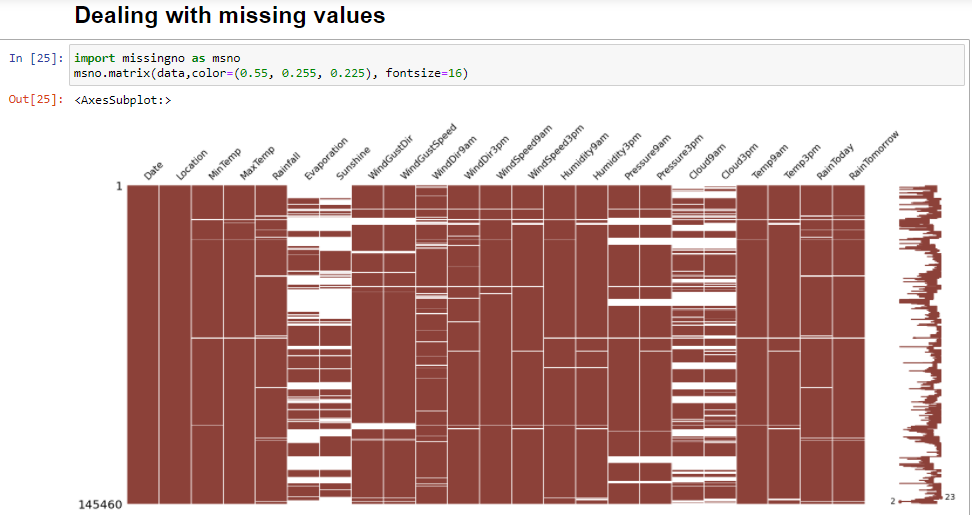 Dealing with missing values
In [25]: import missingno as msno
msno.matrix(data,color=(0.55, 0.255, 0.225), fontsize=16)
Out[25]: <AxesSubplot:>
Date
Location
MinTemp
MaxTemp
Rainfall
Evaporation
Sunshine
WindGustDir
WindGustSpeed
WindDir9am
WindDir3pm
WindSpeed9am
WindSpeed3pm
Humidity9am
Humidity3pm
Pressure9am
Pressure3pm
Cloud9am
Cloud3pm
Temp9am
Temp3pm
RainToday
RainTomorrow
1
145460
2
23